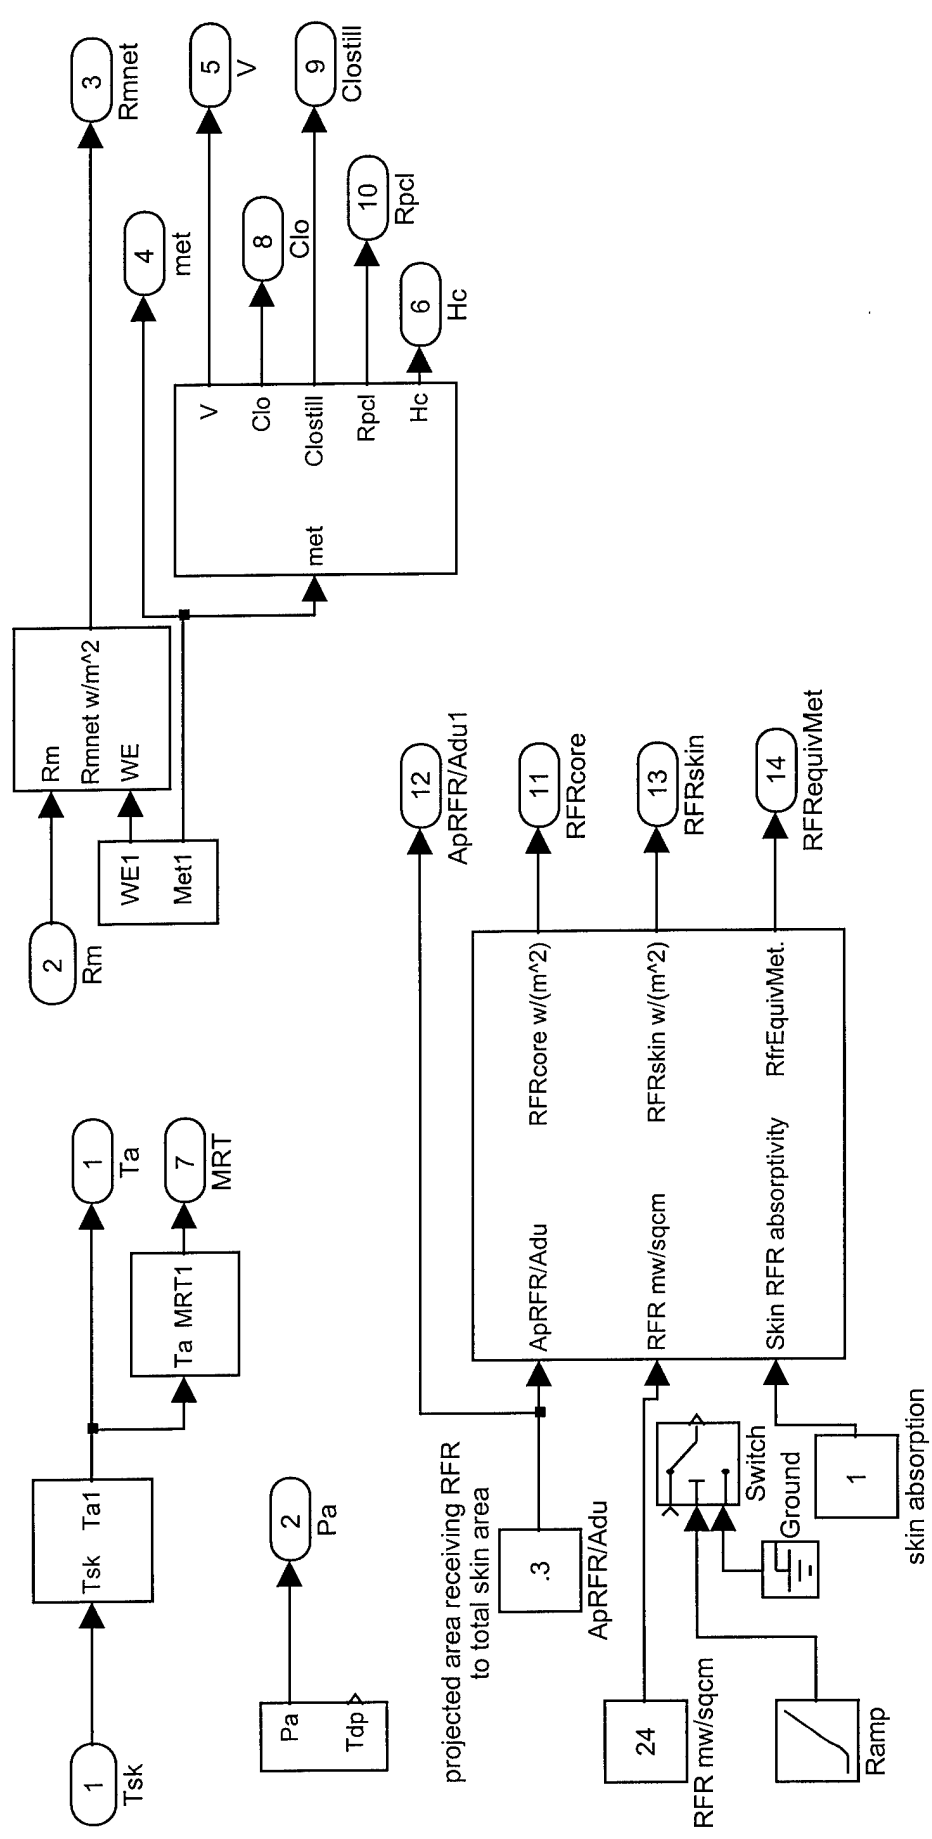 1
Tsk
Tsk
Ta1
1
Ta
Ta
MRT1
7
MRT
2
Rm
Rm
Rmnet w/m^2
WE
3
Rmnet
WE1
Met1
4
met
met
V
Clo
Clostill
Rpcl
Hc
5
V
8
Clo
9
Clostill
10
Rpcl
6
Hc
Pa
Tdp
2
Pa
projected area receiving RFR
to total skin area
.3
ApRFR/Adu
24
RFR mw/sqcm
Ramp
Switch
Ground
1
skin absorption
ApRFR/Adu
RFR mw/sqcm
Skin RFR absorptivity
RFRcore w/(m^2)
RFRskin w/(m^2)
RfrEquivMet.
12
ApRFR/Adu1
11
RFRcore
13
RFRskin
14
RFRequivMet